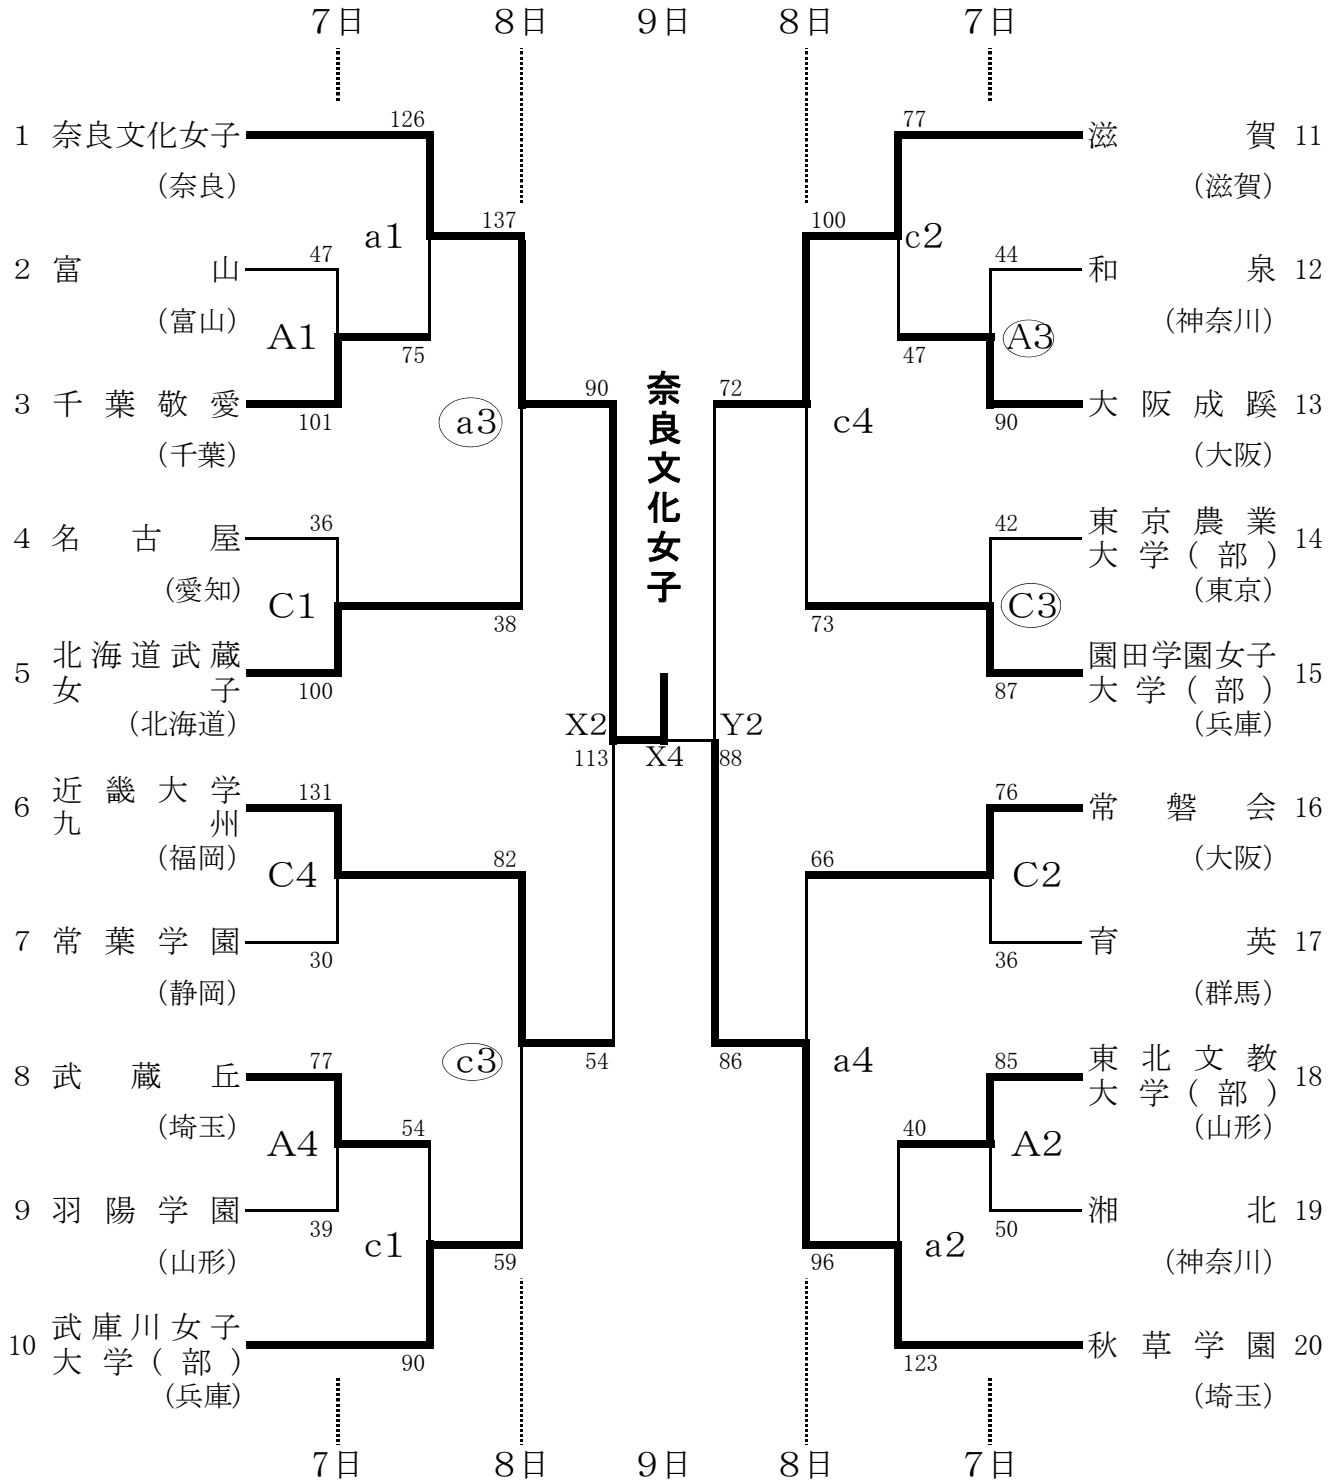 7日 8日 9日 8日 7日
126 77
1 奈良文化女子 滋賀 11
(奈良) (滋賀)
137 100
a1 c2
47 44
2 富山 和泉 12
(富山) (神奈川)
A1 A3
75 47
90 72
3 千葉敬愛 大阪成蹊 13
101 90
a3 c4
(千葉) (大阪)
奈良文化女子
36 42
4 名古屋 東京農業大学(部) 14
(愛知) (東京)
C1 C3
38 73
5 北海道武蔵女子 園田学園女子大学(部) 15
100 87
(北海道) (兵庫)
X2 Y2
113 X4 88
131 76
6 近畿大学九州 常磐会 16
(福岡) (大阪)
82 66
C4 C2
7 常葉学園 育英 17
30 36
(静岡) (群馬)
c3 a4
54 86
77 85
8 武蔵丘 東北文教大学(部) 18
(埼玉) (山形)
54 40
A4 A2
9 羽陽学園 湘北 19
39 50
c1 a2
(山形) (神奈川)
59 96
10 武庫川女子大学(部) 秋草学園 20
90 123
(兵庫) (埼玉)
7日 8日 9日 8日 7日